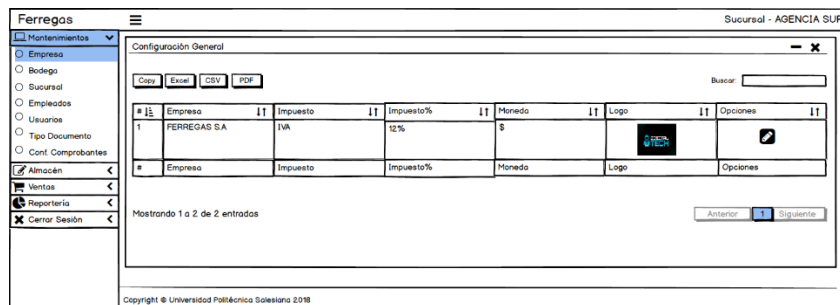 Ferregas
Sucursal - AGENCIA SUR
Mantenimientos
Empresa
Bodega
Sucursal
Empleados
Usuarios
Tipo Documento
Conf. Comprobantes
Almacén
Ventas
Reportería
Cerrar Sesión
Configuración General
Copy Excel CSV PDF
Buscar:
# Empresa Impuesto Impuesto% Moneda Logo Opciones
1 FERREGAS S.A IVA 12% $
TECH
# Empresa Impuesto Impuesto% Moneda Logo Opciones
Mostrando 1 a 2 de 2 entradas
Anterior 1 Siguiente
Copyright © Universidad Politécnica Salesiana 2018